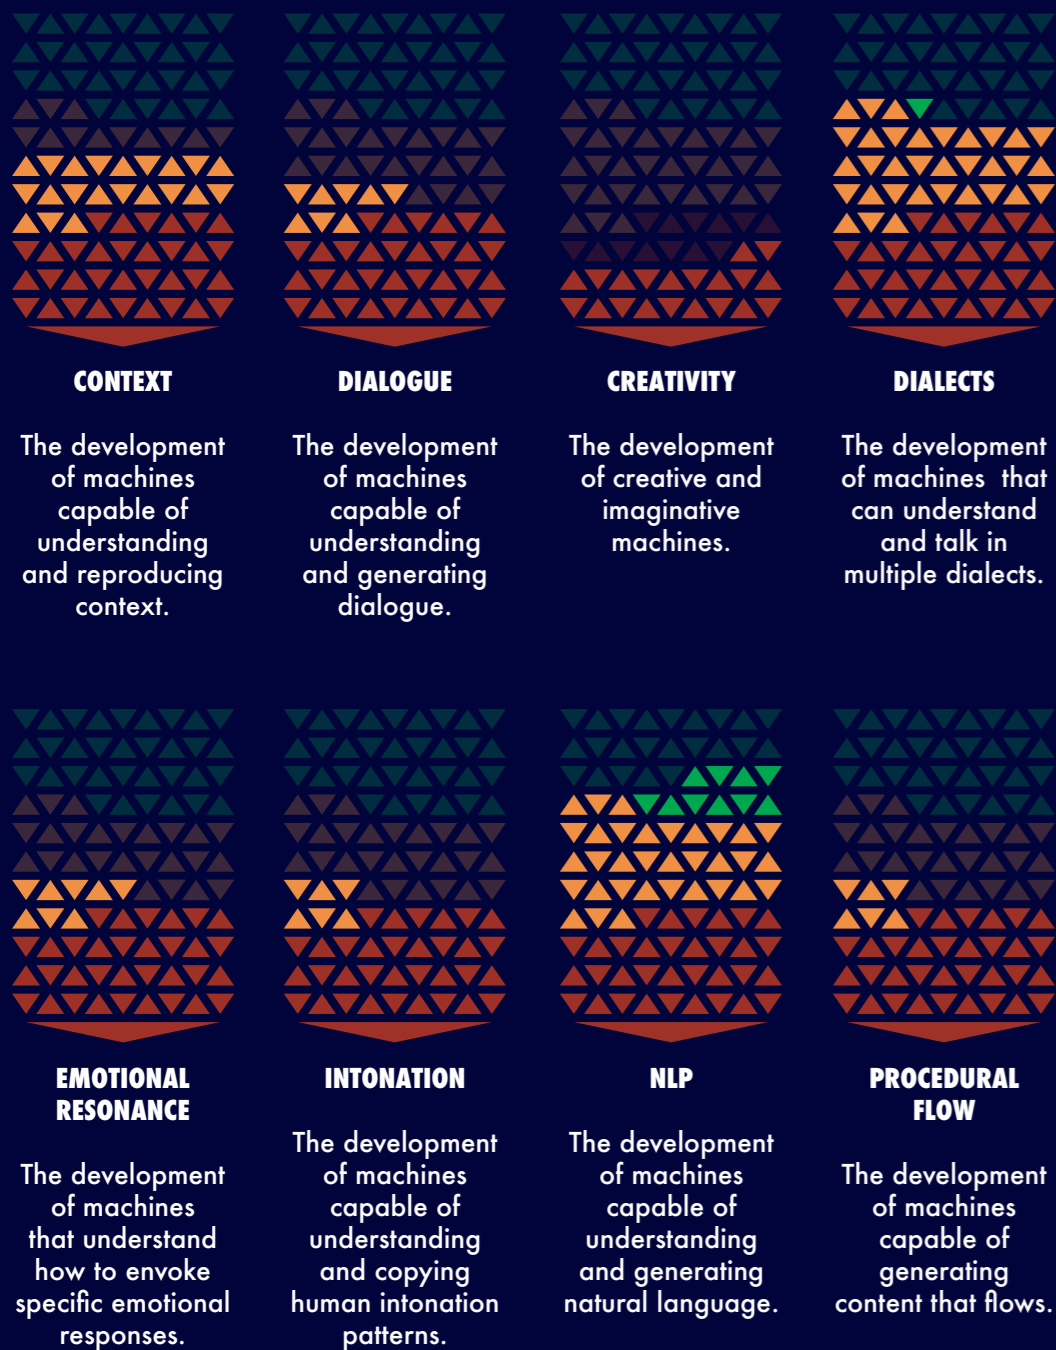 CONTEXT
The development
of machines
capable of
understanding
and reproducing
context.
DIALOGUE
The development
of machines
capable of
understanding
and generating
dialogue.
CREATIVITY
The development
of creative and
imaginative
machines.
DIALECTS
The development
of machines that
can understand
and talk in
multiple dialects.
EMOTIONAL
RESONANCE
The development
of machines
that understand
how to envoke
specific emotional
responses.
INTONATION
The development
of machines
capable of
understanding
and copying
human intonation
patterns.
NLP
The development
of machines
capable of
understanding
and generating
natural language.
PROCEDURAL
FLOW
The development
of machines
capable of
generating
content that flows.